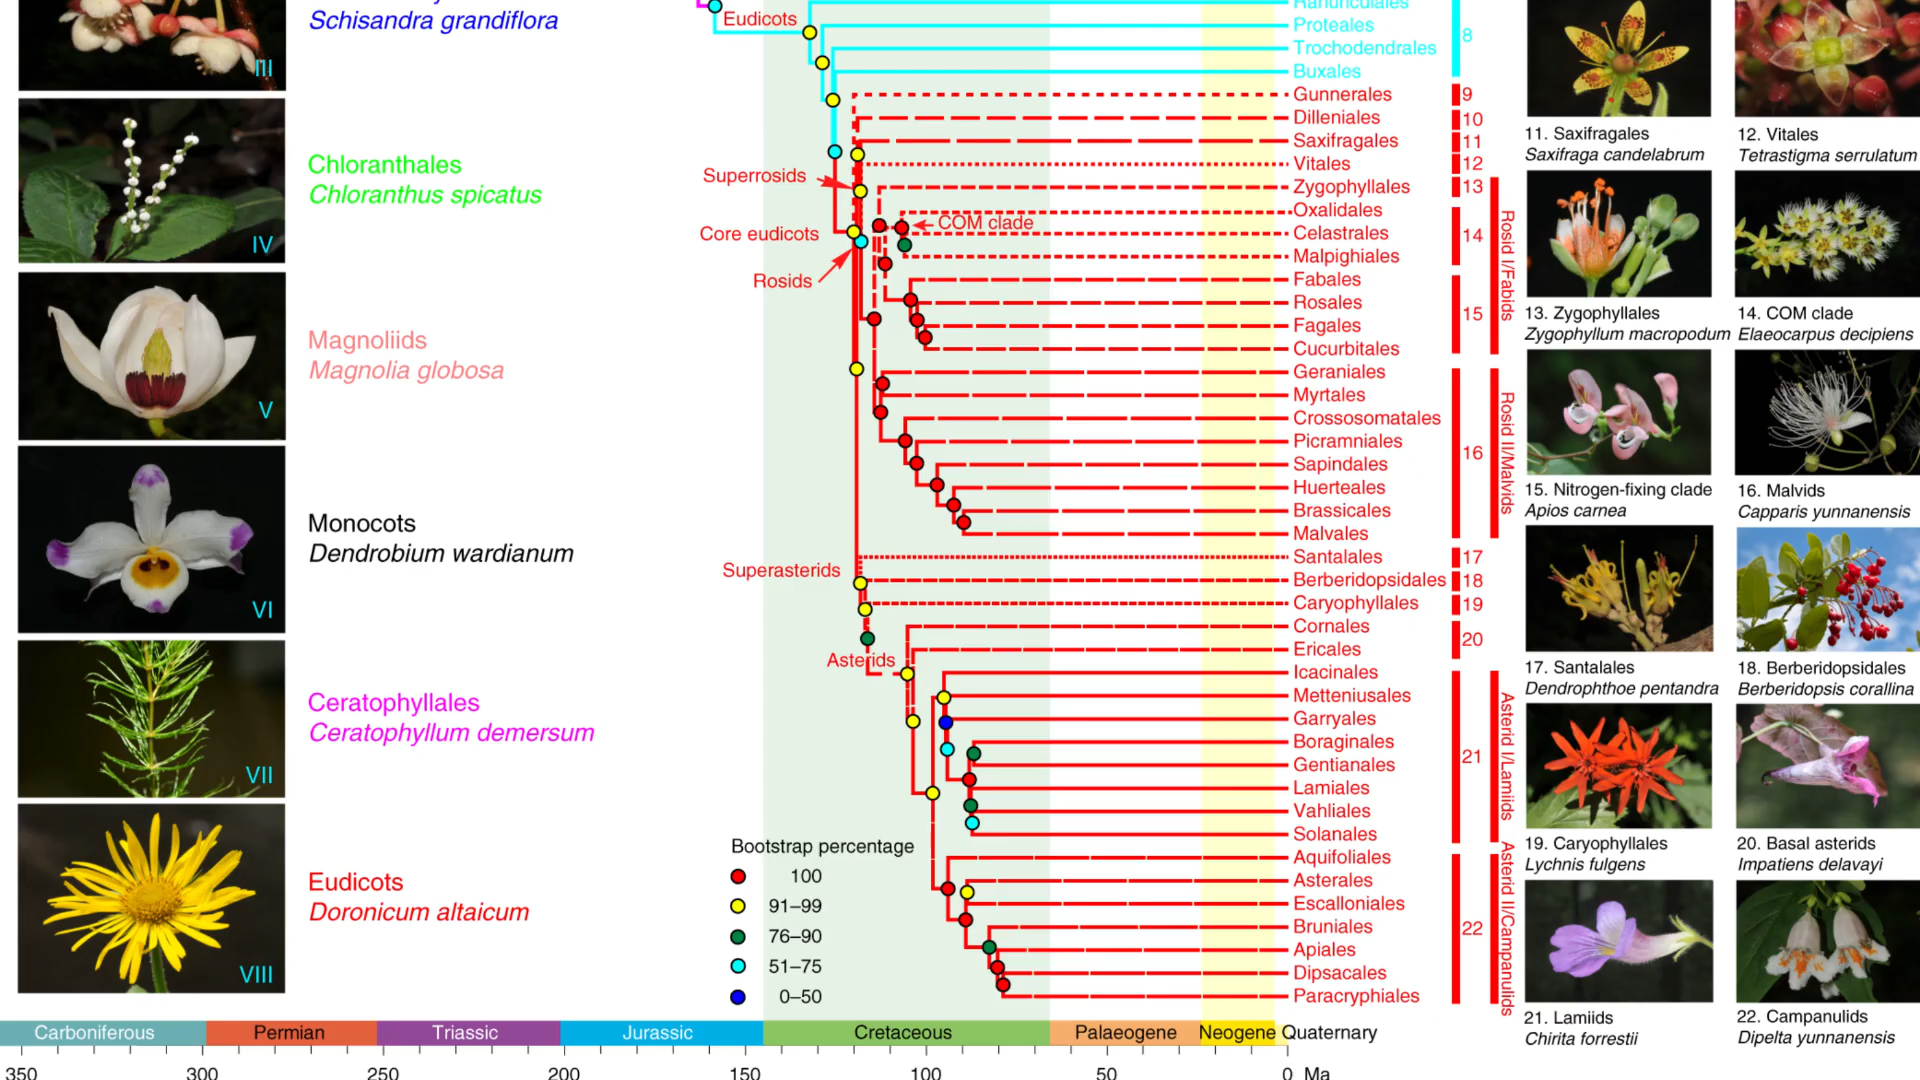 Schisandra grandiflora
III
Chloranthales
Chloranthus spicatus
IV
Magnoliids
Magnolia globosa
V
Monocots
Dendrobium wardianum
VI
Ceratophyllales
Ceratophyllum demersum
VII
Eudicots
Doronicum altaicum
VIII
Eudicots
Superrosids
Core eudicots
Rosids
COM clade
Superasterids
Asterids
Ranunculales
Proteales
Trochodendrales
Buxales
Gunnerales
Dilleniales
Saxifragales
Vitales
Zygophyllales
Oxalidales
Celastrales
Malpighiales
Fabales
Rosales
Fagales
Cucurbitales
Geraniales
Myrtales
Crossosomatales
Picramniales
Sapindales
Huerteales
Brassicales
Malvales
Santalales
Berberidopsidales
Caryophyllales
Cornales
Ericales
Icacinales
Metteniusales
Garryales
Boraginales
Gentianales
Lamiales
Vahliales
Solanales
Aquifoliales
Asterales
Escalloniales
Bruniales
Apiales
Dipsacales
Paracryphiales
8
9
10
11
12
13
14
15
16
17
18
19
20
21
22
Rosid I/Fabids
Rosid II/Malvids
Asterid I/Lamiids
Asterid II/Campanulids
Bootstrap percentage
100
91–99
76–90
51–75
0–50
11. Saxifragales
Saxifraga candelabrum
12. Vitales
Tetrastigma serrulatum
13. Zygophyllales
Zygophyllum macropodum
14. COM clade
Elaeocarpus decipiens
15. Nitrogen-fixing clade
Apios carnea
16. Malvids
Capparis yunnanensis
17. Santalales
Dendrophthoe pentandra
18. Berberidopsidales
Berberidopsis corallina
19. Caryophyllales
Lychnis fulgens
20. Basal asterids
Impatiens delavayi
21. Lamiids
Chirita forrestii
22. Campanulids
Dipelta yunnanensis
Carboniferous Permian Triassic Jurassic Cretaceous Palaeogene Neogene Quaternary
350 300 250 200 150 100 50 0 Ma